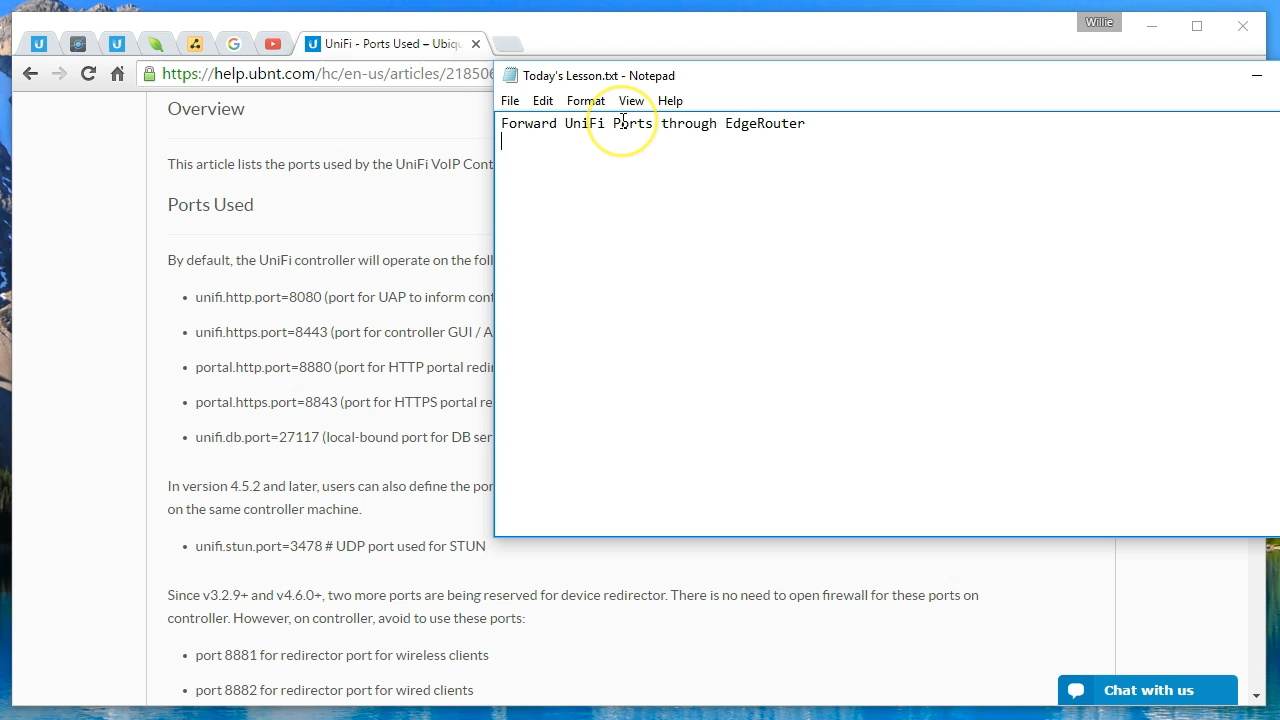 Willie
UniFi - Ports Used – Ubiqu
https://help.ubnt.com/hc/en-us/articles/218506
Today's Lesson.txt - Notepad
File Edit Format View Help
Forward UniFi Ports through EdgeRouter
Overview
This article lists the ports used by the UniFi VoIP Cont
Ports Used
By default, the UniFi controller will operate on the foll
• unifi.http.port=8080 (port for UAP to inform cont
• unifi.https.port=8443 (port for controller GUI / A
• portal.http.port=8880 (port for HTTP portal redir
• portal.https.port=8843 (port for HTTPS portal re
• unifi.db.port=27117 (local-bound port for DB ser
In version 4.5.2 and later, users can also define the por
on the same controller machine.
• unifi.stun.port=3478 # UDP port used for STUN
Since v3.2.9+ and v4.6.0+, two more ports are being reserved for device redirector. There is no need to open firewall for these ports on
controller. However, on controller, avoid to use these ports:
• port 8881 for redirector port for wireless clients
• port 8882 for redirector port for wired clients
Chat with us